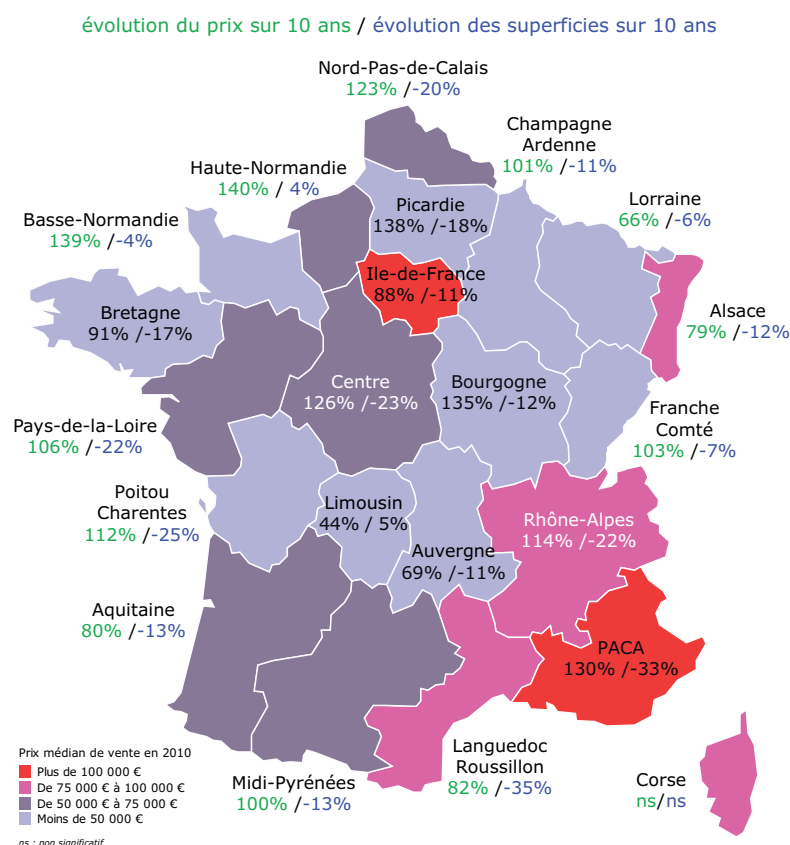 évolution du prix sur 10 ans / évolution des superficies sur 10 ans
Nord-Pas-de-Calais
123% /-20%
Champagne
Ardenne
101% /-11%
Haute-Normandie
140% / 4%
Picardie
138% /-18%
Lorraine
66% /-6%
Basse-Normandie
139% /-4%
Ile-de-France
88% /-11%
Bretagne
91% /-17%
Alsace
79% /-12%
Centre
126% /-23%
Bourgogne
135% /-12%
Franche
Comté
103% /-7%
Pays-de-la-Loire
106% /-22%
Poitou
Charentes
112% /-25%
Limousin
44% / 5%
Rhône-Alpes
114% /-22%
Auvergne
69% /-11%
Aquitaine
80% /-13%
PACA
130% /-33%
Languedoc
Roussillon
82% /-35%
Midi-Pyrénées
100% /-13%
Corse
ns/ns
Prix médian de vente en 2010
Plus de 100 000 €
De 75 000 € à 100 000 €
De 50 000 € à 75 000 €
Moins de 50 000 €
ns : non significatif